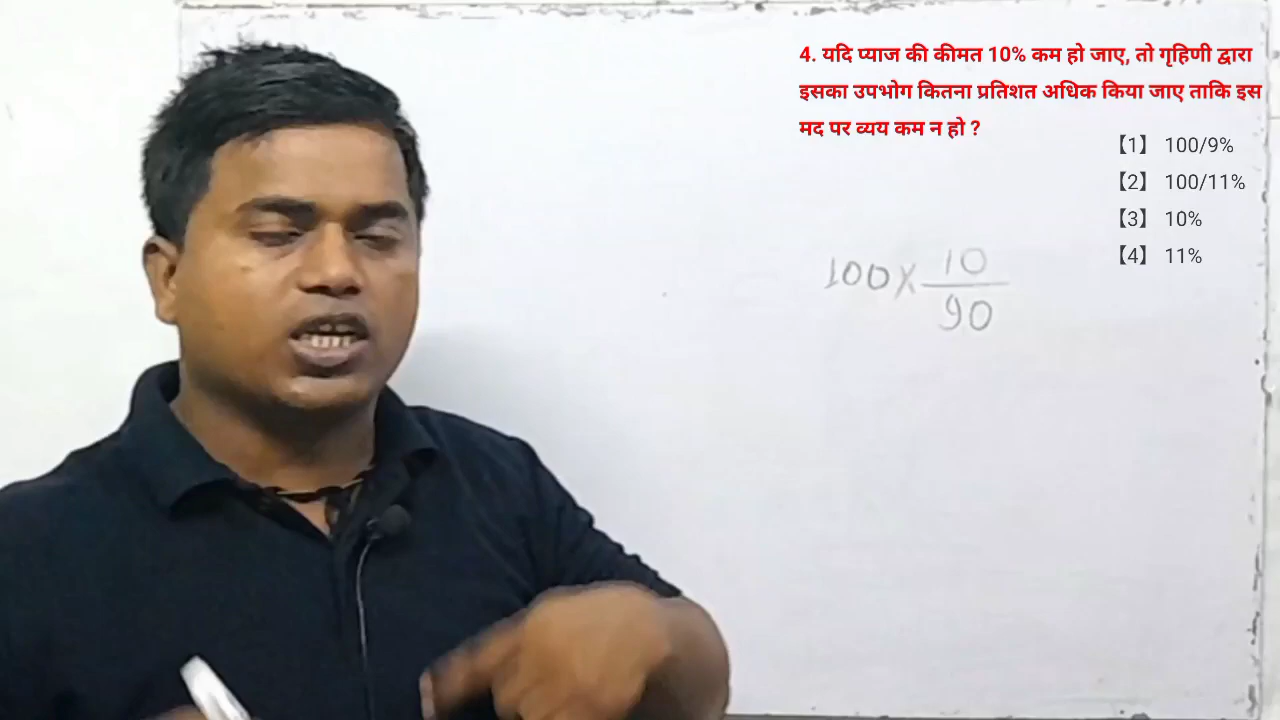 4. यदि प्याज की कीमत 10% कम हो जाए, तो गृहिणी द्वारा
इसका उपभोग कितना प्रतिशत अधिक किया जाए ताकि इस
मद पर व्यय कम न हो ?
【1】 100/9%
【2】 100/11%
【3】 10%
【4】 11%
100×10/90